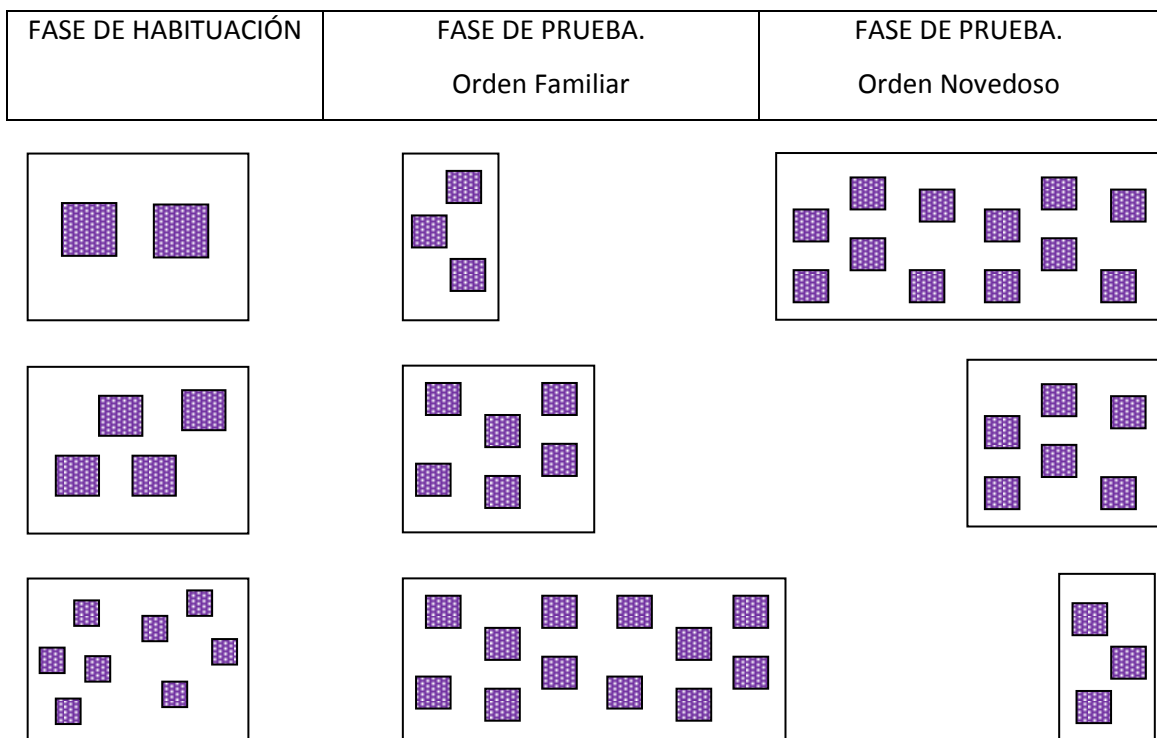 FASE DE HABITUACIÓN
FASE DE PRUEBA.
Orden Familiar
FASE DE PRUEBA.
Orden Novedoso